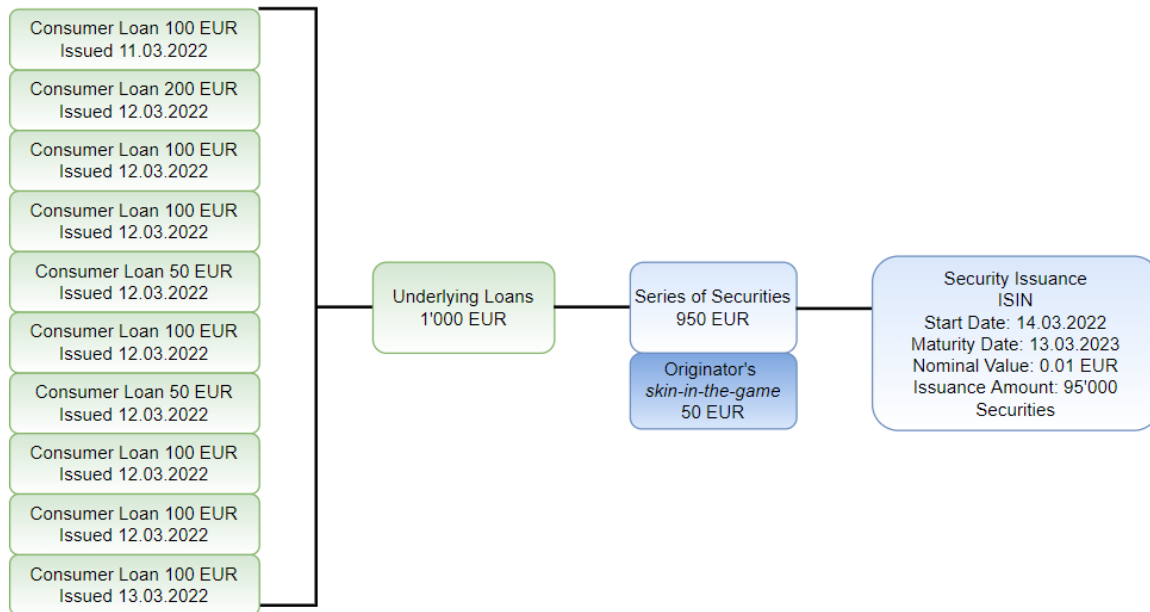 Consumer Loan 100 EUR
Issued 11.03.2022
Consumer Loan 200 EUR
Issued 12.03.2022
Consumer Loan 100 EUR
Issued 12.03.2022
Consumer Loan 100 EUR
Issued 12.03.2022
Consumer Loan 50 EUR
Issued 12.03.2022
Consumer Loan 100 EUR
Issued 12.03.2022
Consumer Loan 50 EUR
Issued 12.03.2022
Consumer Loan 100 EUR
Issued 12.03.2022
Consumer Loan 100 EUR
Issued 12.03.2022
Consumer Loan 100 EUR
Issued 13.03.2022
Underlying Loans
1'000 EUR
Series of Securities
950 EUR
Originator's
skin-in-the-game
50 EUR
Security Issuance
ISIN
Start Date: 14.03.2022
Maturity Date: 13.03.2023
Nominal Value: 0.01 EUR
Issuance Amount: 95'000
Securities